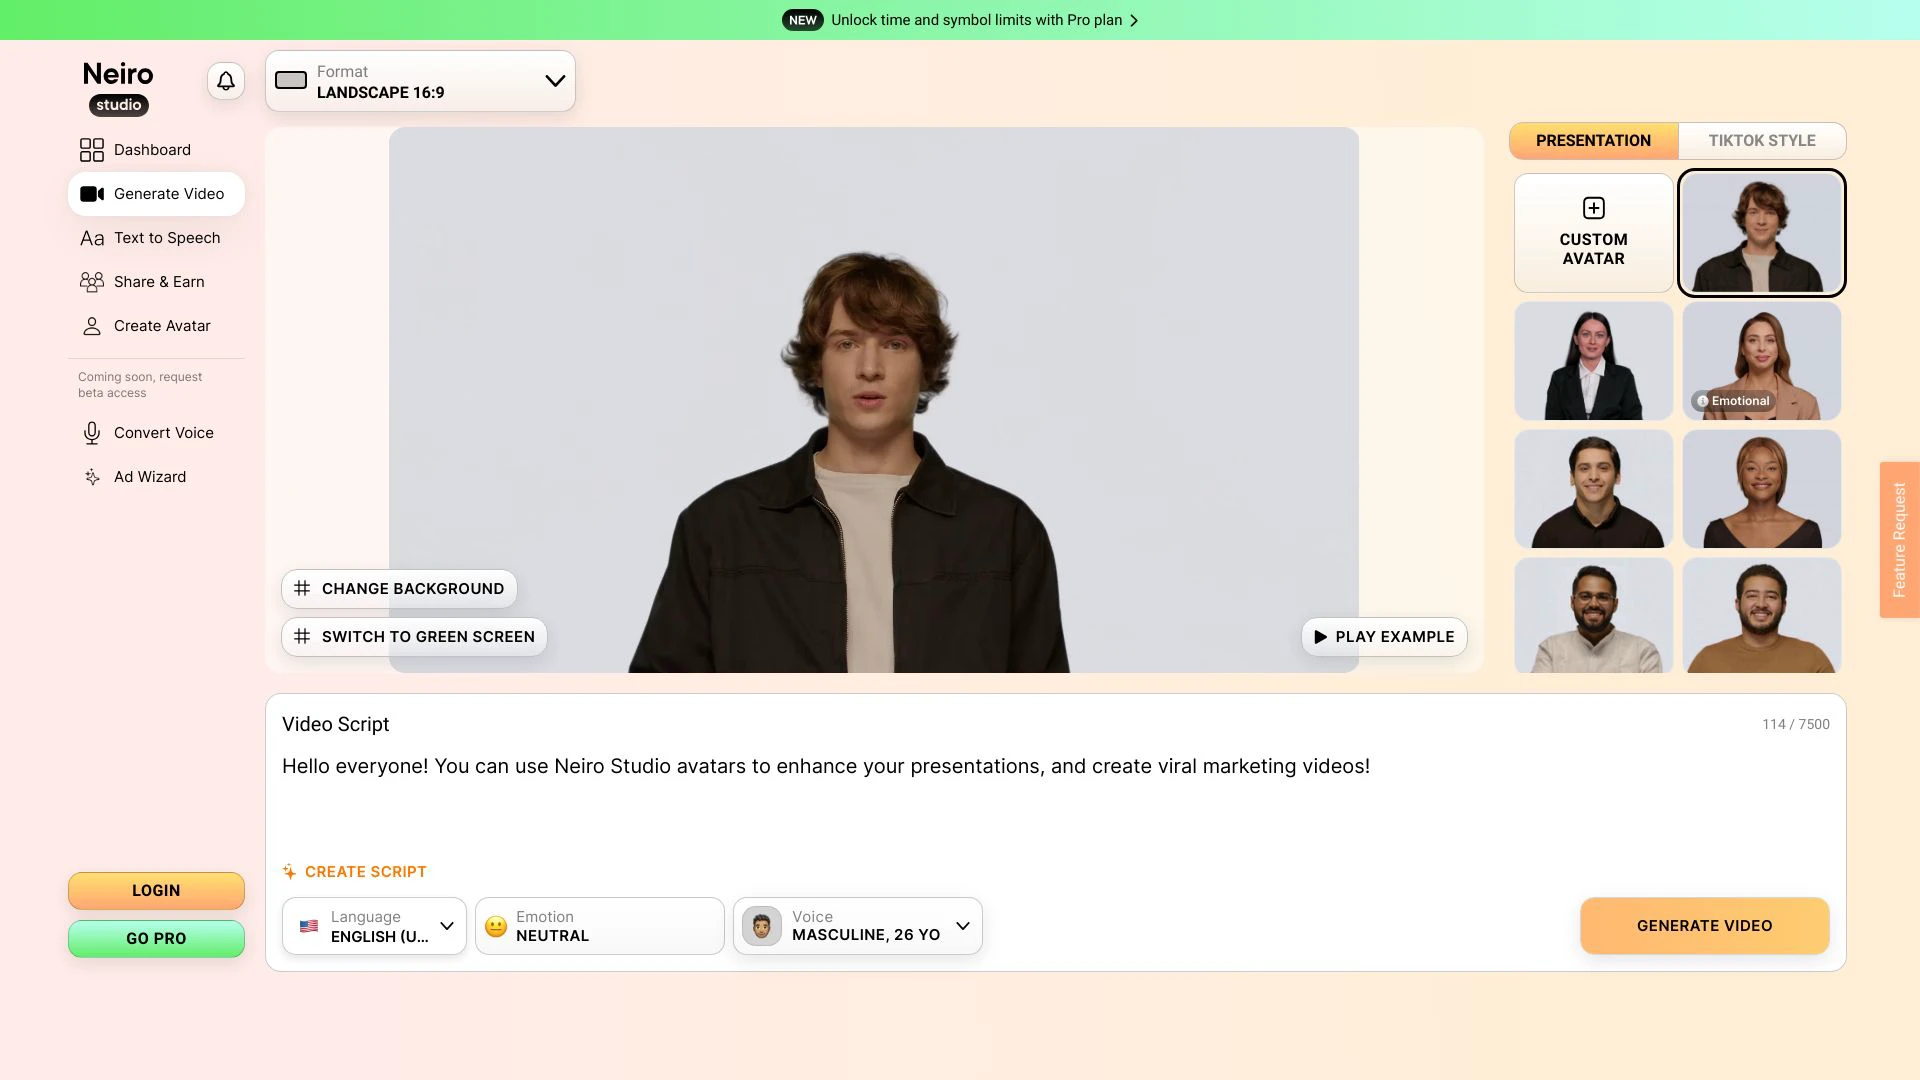 NEW Unlock time and symbol limits with Pro plan
Neiro
studio
Format
LANDSCAPE 16:9
Dashboard
Generate Video
Aa Text to Speech
Share & Earn
Create Avatar
Coming soon, request
beta access
Convert Voice
Ad Wizard
LOGIN
GO PRO
CHANGE BACKGROUND
SWITCH TO GREEN SCREEN
PLAY EXAMPLE
PRESENTATION
TIKTOK STYLE
CUSTOM
AVATAR
Emotional
Feature Request
Video Script
114 / 7500
Hello everyone! You can use Neiro Studio avatars to enhance your presentations, and create viral marketing videos!
CREATE SCRIPT
Language
ENGLISH (U...
Emotion
NEUTRAL
Voice
MASCULINE, 26 YO
GENERATE VIDEO